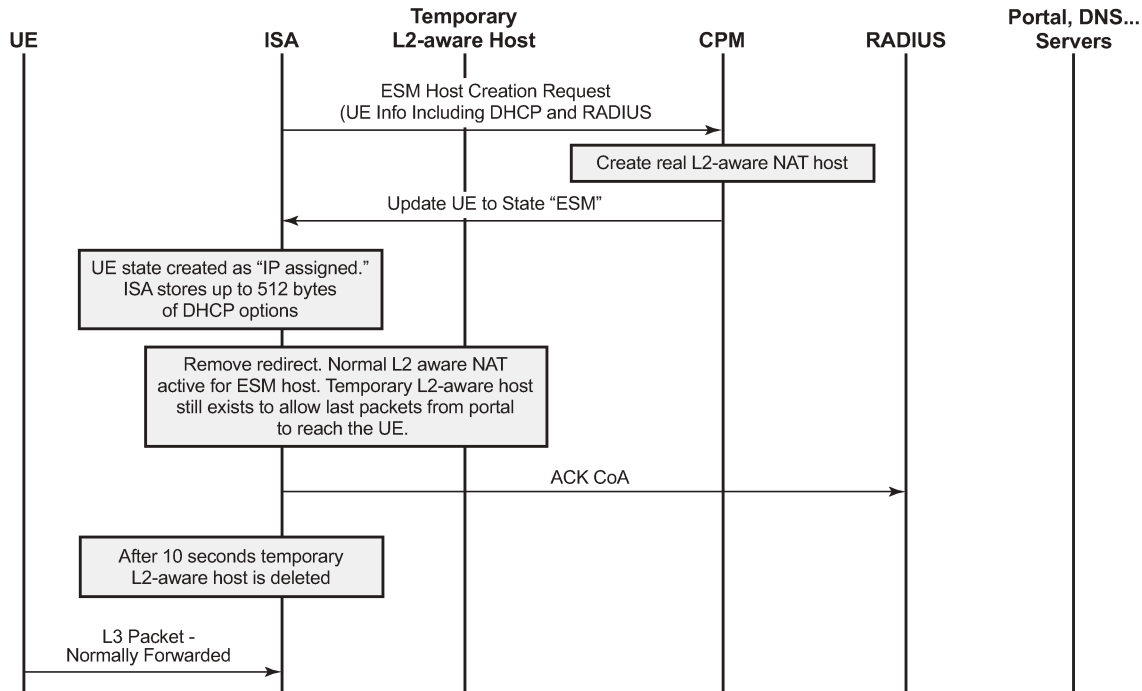 Temporary
Portal, DNS...
UE
ISA
L2-aware Host
CPM
RADIUS
Servers
ESM Host Creation Request
(UE Info Including DHCP and RADIUS
Create real L2-aware NAT host
Update UE to State “ESM”
UE state created as “IP assigned.”
ISA stores up to 512 bytes
of DHCP options
Remove redirect. Normal L2 aware NAT
active for ESM host. Temporary L2-aware host
still exists to allow last packets from portal
to reach the UE.
ACK CoA
After 10 seconds temporary
L2-aware host is deleted
L3 Packet -
Normally Forwarded